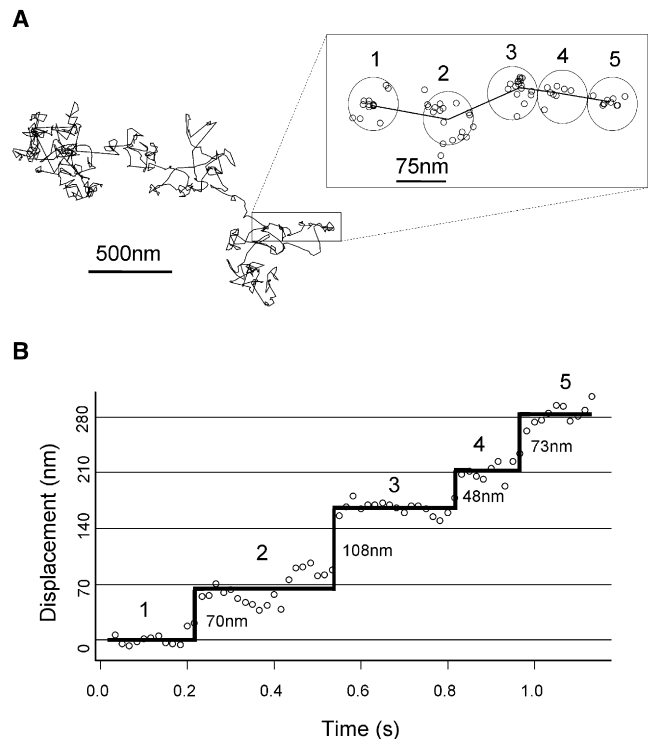 A
1 2 3 4 5
75nm
500nm
B
Displacement (nm)
280
210
140
70
0
1
2
3
4
5
70nm
108nm
48nm
73nm
0.0 0.2 0.4 0.6 0.8 1.0
Time (s)